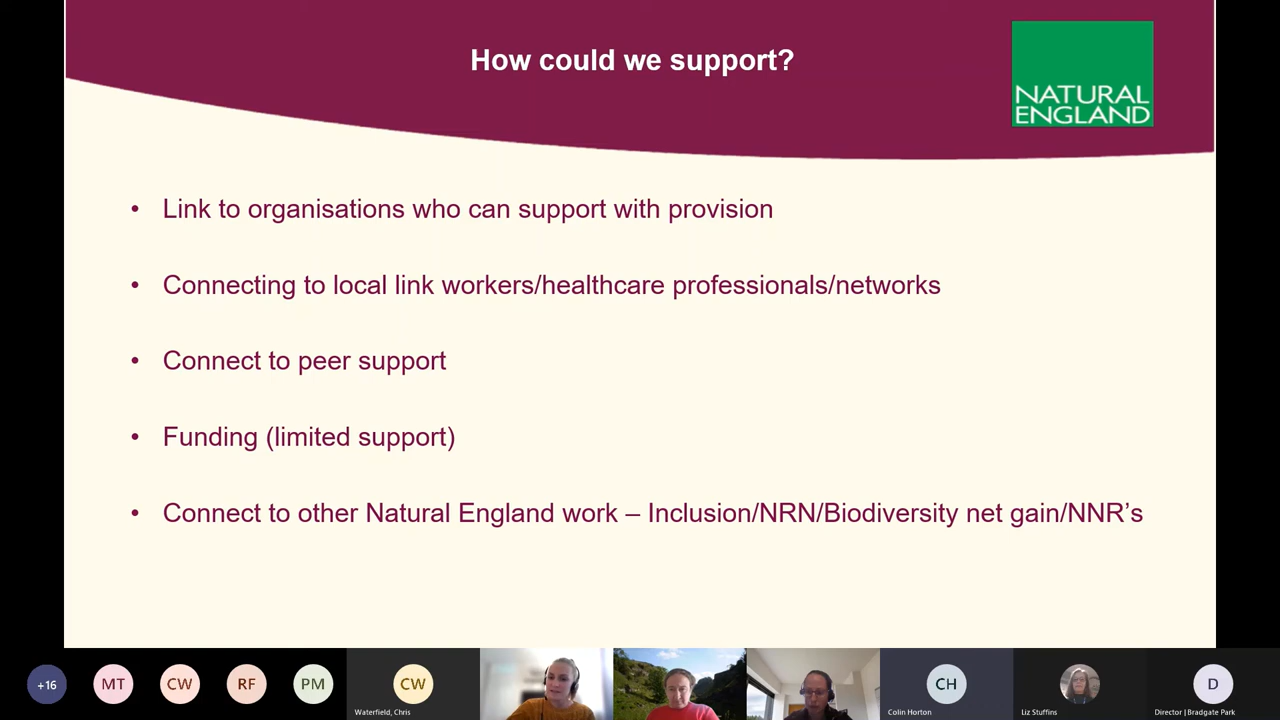 How could we support?
NATURAL
ENGLAND
• Link to organisations who can support with provision
• Connecting to local link workers/healthcare professionals/networks
• Connect to peer support
• Funding (limited support)
• Connect to other Natural England work – Inclusion/NRN/Biodiversity net gain/NNR’s
+16
MT
CW
RF
PM
CW
Waterfield, Chris
CH
Colin Horton
Liz Stuffins
D
Director | Bradgate Park